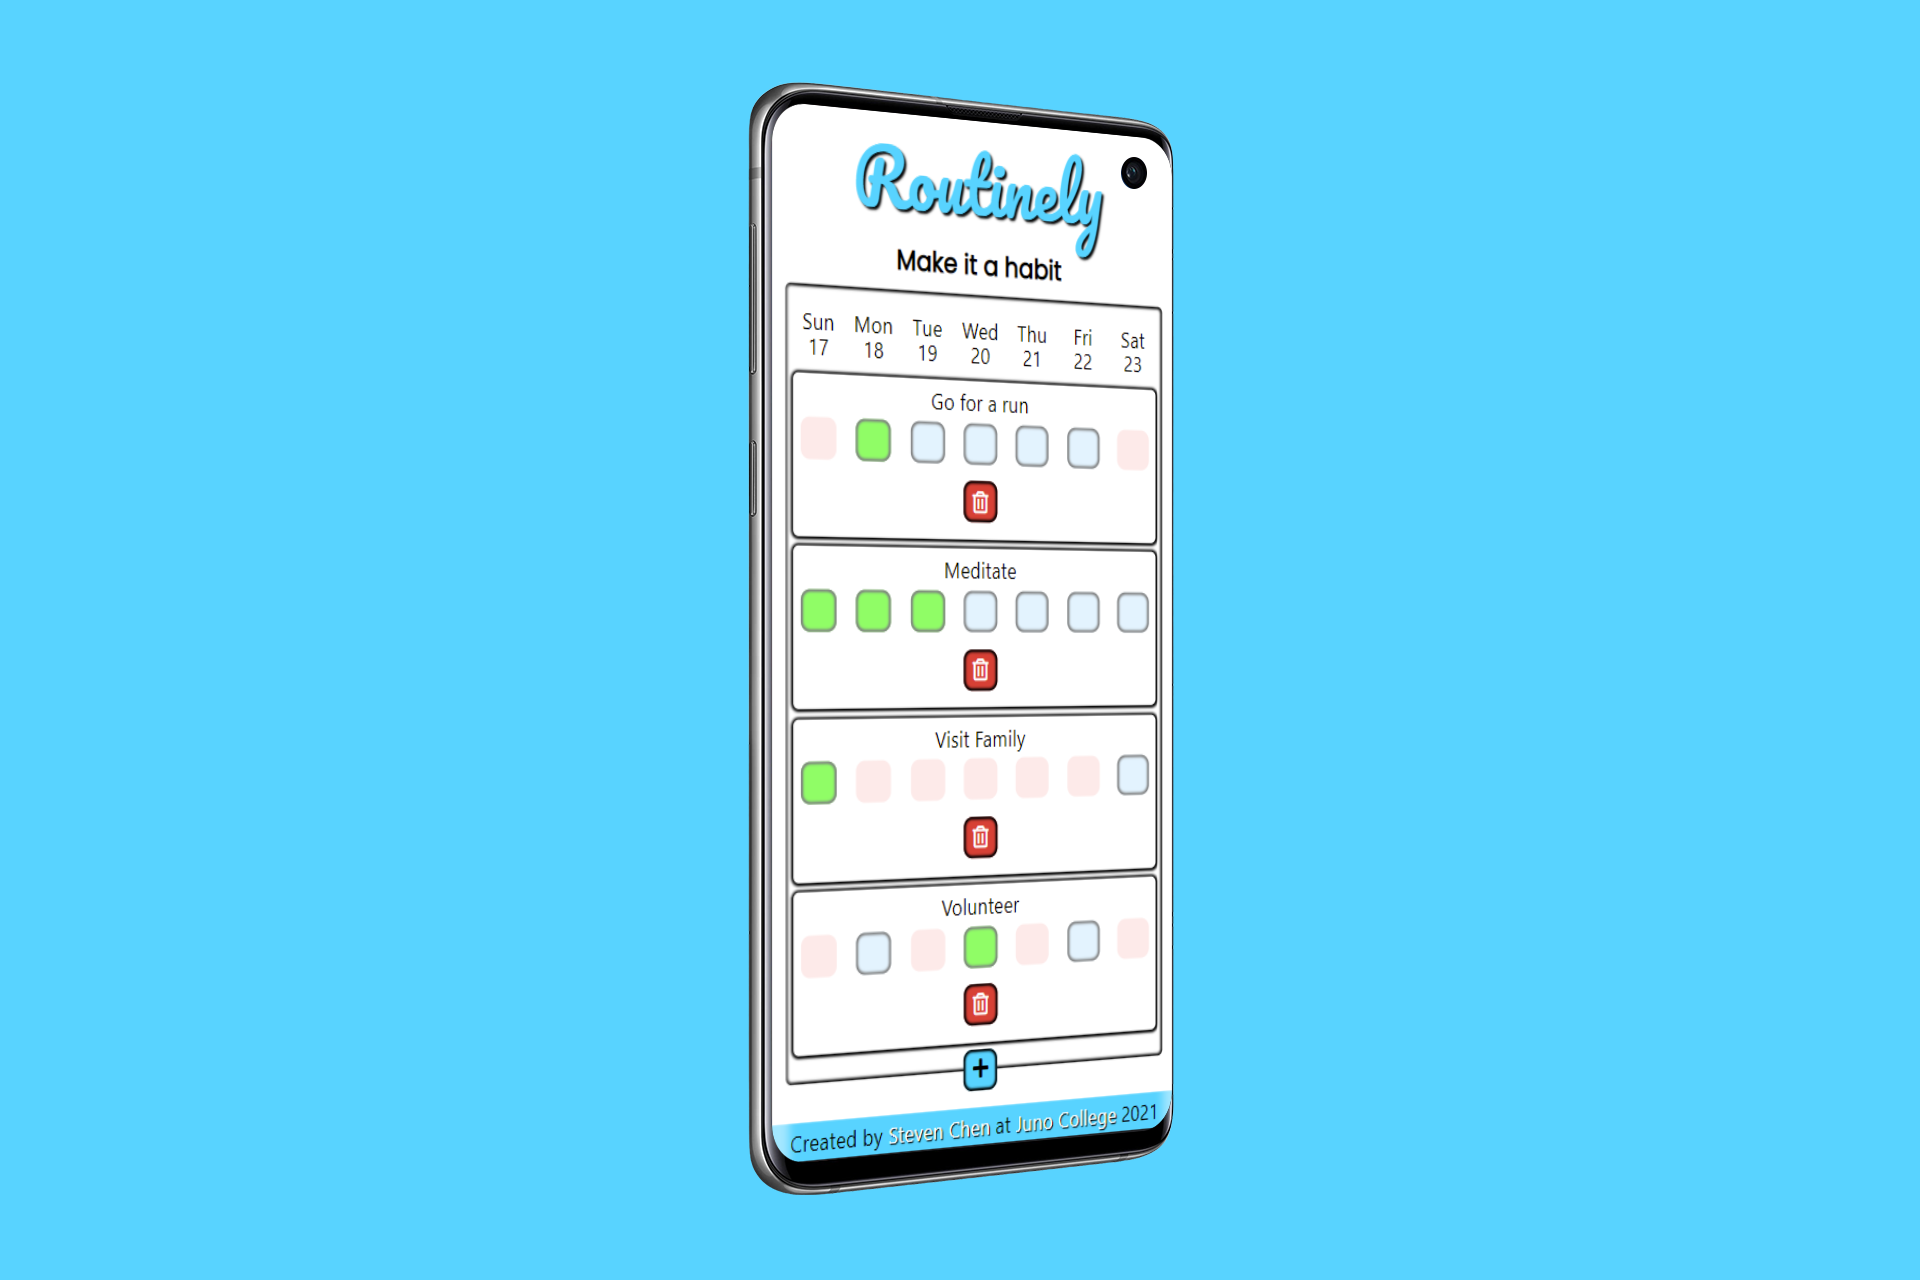 Routinely
Make it a habit
Sun Mon Tue Wed Thu Fri Sat
17 18 19 20 21 22 23
Go for a run
Meditate
Visit Family
Volunteer
+
Created by Steven Chen at Juno College 2021